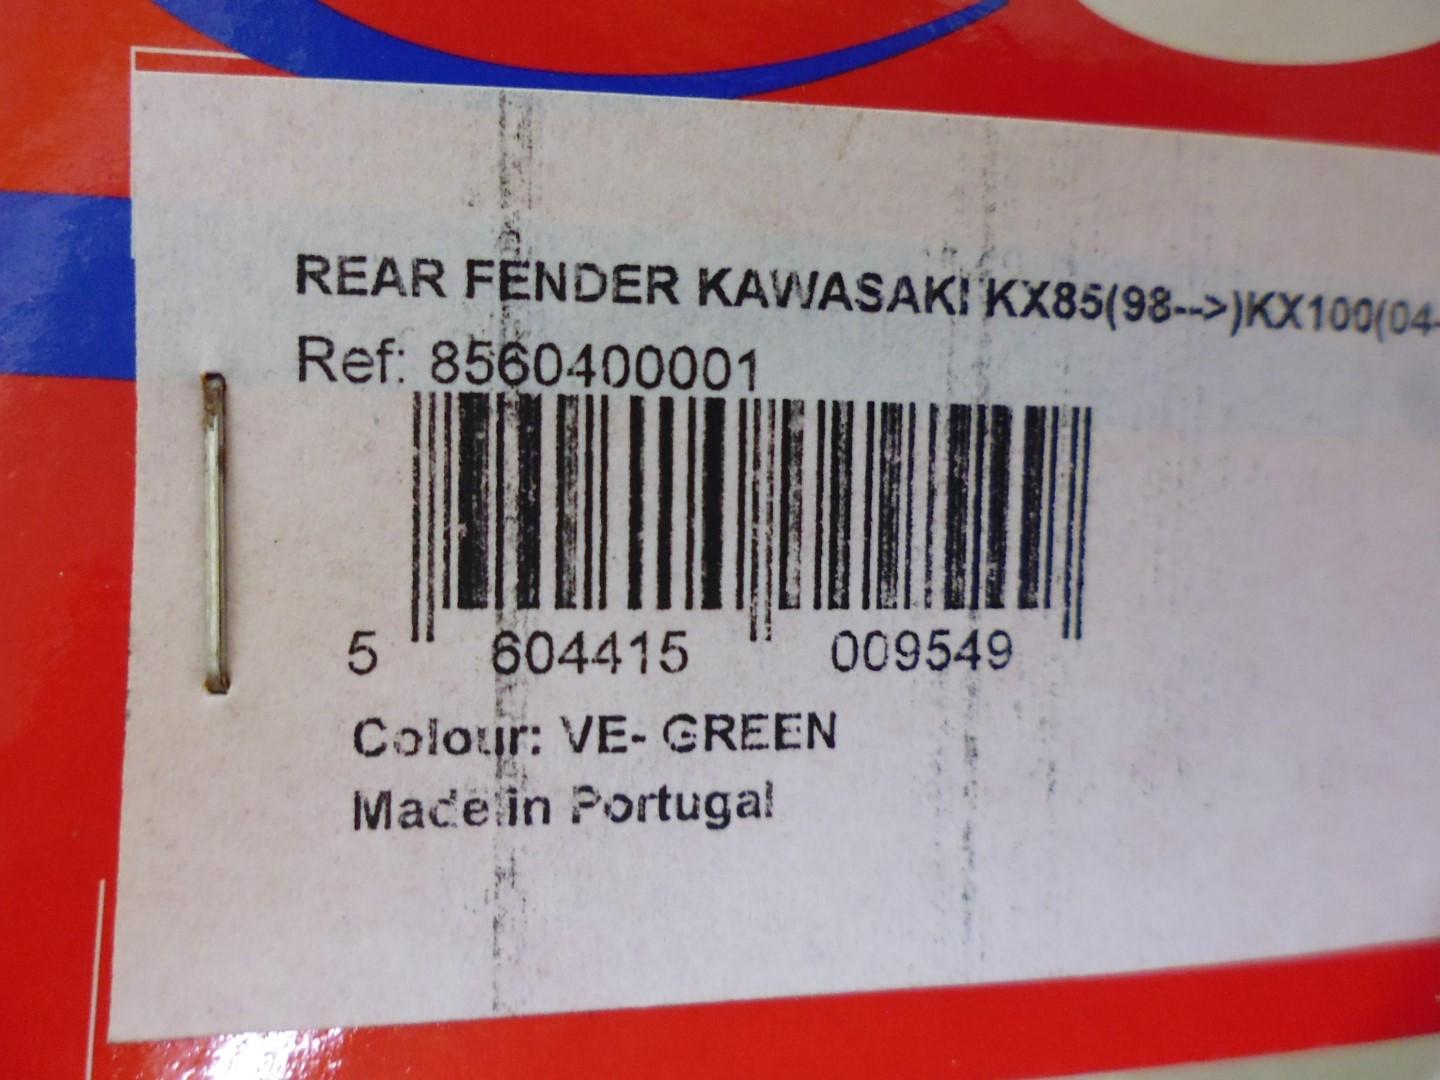 REAR FENDER KAWASAKI KX85(98-->)KX100(04-
Ref: 8560400001
5 604415 009549
Colour: VE- GREEN
Made in Portugal